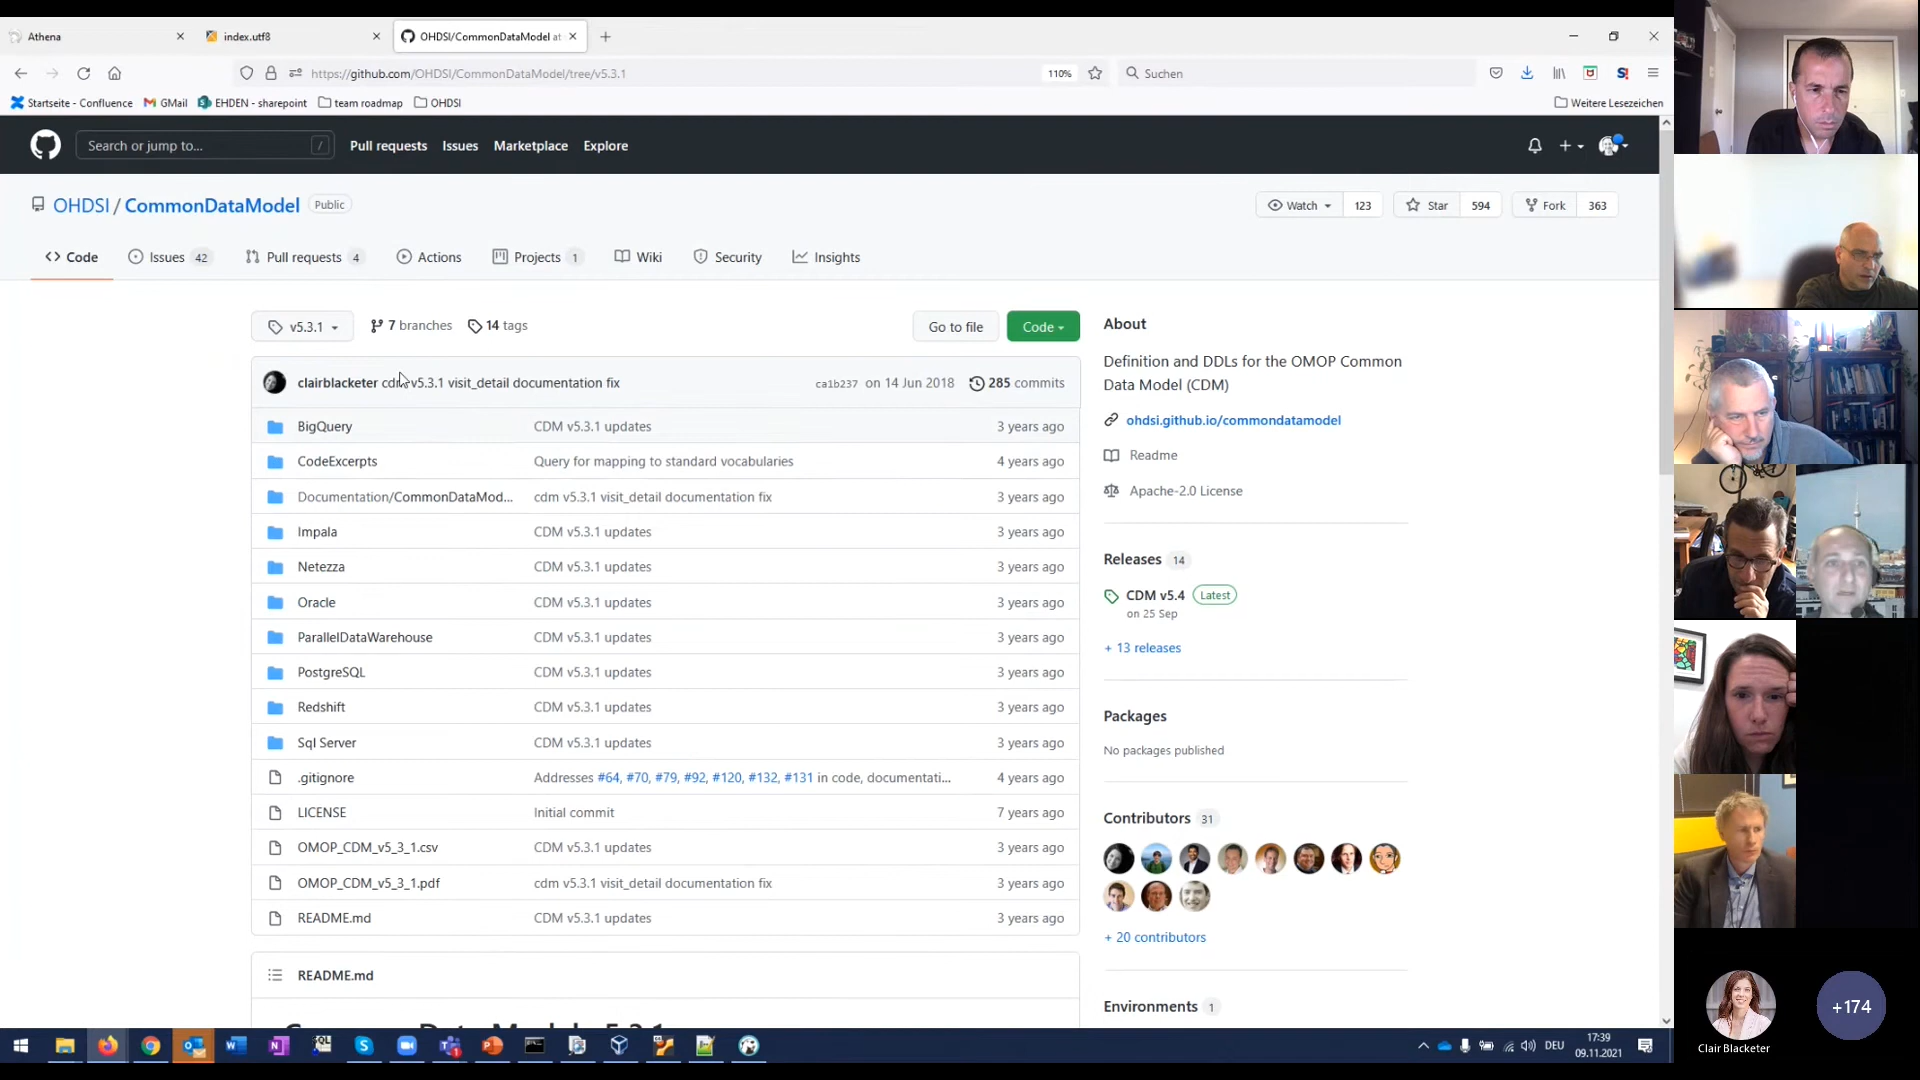 Athena
index.utf8
OHDSI/CommonDataModel at
https://github.com/OHDSI/CommonDataModel/tree/v5.3.1
110%
Suchen
Startseite - Confluence
GMail
EHDEN - sharepoint
team roadmap
OHDSI
Weitere Lesezeichen
Search or jump to...
/
Pull requests
Issues
Marketplace
Explore
OHDSI / CommonDataModel
Public
Watch
123
Star
594
Fork
363
Code
Issues 42
Pull requests 4
Actions
Projects 1
Wiki
Security
Insights
v5.3.1
7 branches
14 tags
Go to file
Code
clairblacketer cdm v5.3.1 visit_detail documentation fix
ca1b237 on 14 Jun 2018
285 commits
BigQuery CDM v5.3.1 updates 3 years ago
CodeExcerpts Query for mapping to standard vocabularies 4 years ago
Documentation/CommonDataMod... cdm v5.3.1 visit_detail documentation fix 3 years ago
Impala CDM v5.3.1 updates 3 years ago
Netezza CDM v5.3.1 updates 3 years ago
Oracle CDM v5.3.1 updates 3 years ago
ParallelDataWarehouse CDM v5.3.1 updates 3 years ago
PostgreSQL CDM v5.3.1 updates 3 years ago
Redshift CDM v5.3.1 updates 3 years ago
Sql Server CDM v5.3.1 updates 3 years ago
.gitignore Addresses #64, #70, #79, #92, #120, #132, #131 in code, documentati... 4 years ago
LICENSE Initial commit 7 years ago
OMOP_CDM_v5_3_1.csv CDM v5.3.1 updates 3 years ago
OMOP_CDM_v5_3_1.pdf cdm v5.3.1 visit_detail documentation fix 3 years ago
README.md CDM v5.3.1 updates 3 years ago
README.md
About
Definition and DDLs for the OMOP Common
Data Model (CDM)
ohdsi.github.io/commondatamodel
Readme
Apache-2.0 License
Releases 14
CDM v5.4 Latest
on 25 Sep
+ 13 releases
Packages
No packages published
Contributors 31
+ 20 contributors
Environments 1
DEU
17:39
09.11.2021
Clair Blacketer
+174